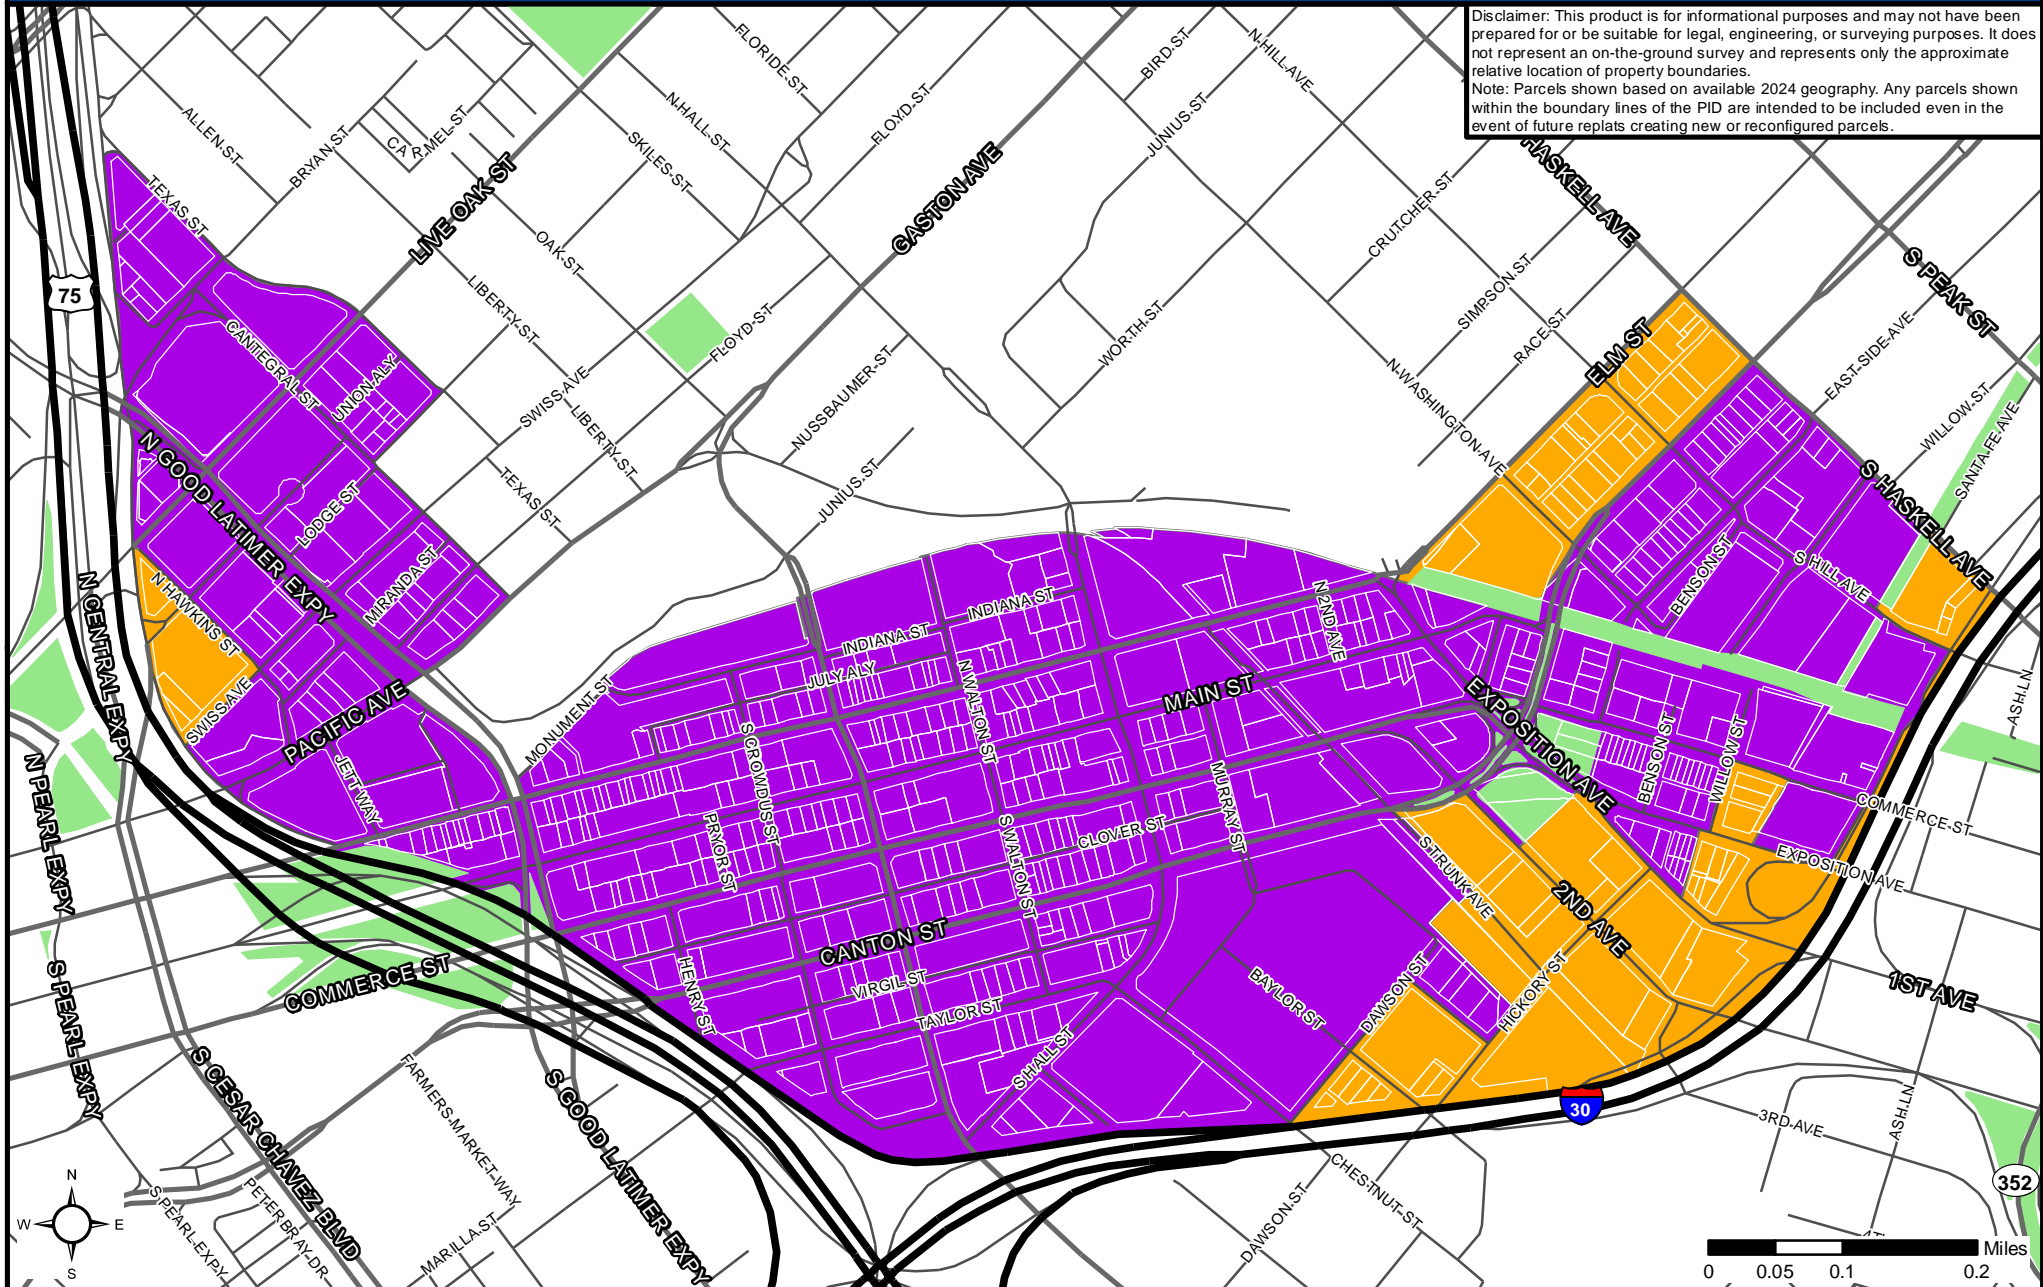 Disclaimer: This product is for informational purposes and may not have been
prepared for or be suitable for legal, engineering, or surveying purposes. It does
not represent an on-the-ground survey and represents only the approximate
relative location of property boundaries.
Note: Parcels shown based on available 2024 geography. Any parcels shown
within the boundary lines of the PID are intended to be included even in the
event of future replats creating new or reconfigured parcels.
FLORIDE ST
BIRD ST
N HILL AVE
N HALL ST
FLOYD ST
ALLEN ST
BRYAN ST
CARMEL ST
SKILES ST
JUNIUS ST
HASKELL AVE
TEXAS ST
LIVE OAK ST
GASTON AVE
CRUTCHER ST
OAK ST
S PEAK ST
75
LIBERTY ST
SIMPSON ST
CANTEGRAL ST
UNION ALY
FLOYD ST
WORTH ST
RACE ST
ELM ST
EAST SIDE AVE
SWISS AVE
LIBERTY ST
NUSSBAUMER ST
N WASHINGTON AVE
WILLOW ST
SANTA FE AVE
N GOOD LATIMER EXPY
LODGE ST
TEXAS ST
JUNIUS ST
S HASKELL AVE
N CENTRAL EXPY
N HAWKINS ST
MIRANDA ST
BENSON ST
S HILL AVE
INDIANA ST
INDIANA ST
N 2ND AVE
JULY ALY
SWISS AVE
PACIFIC AVE
MONUMENT ST
N WALTON ST
MAIN ST
EXPOSITION AVE
ASH LN
N PEARL EXPY
JETT WAY
S CROWDUS ST
MURRAY ST
BENSON ST
WILLOW ST
COMMERCE ST
PRYOR ST
S WALTON ST
CLOVER ST
S TRUNK AVE
EXPOSITION AVE
2ND AVE
CANTON ST
COMMERCE ST
HENRY ST
VIRGIL ST
BAYLOR ST
DAWSON ST
HICKORY ST
1ST AVE
S PEARL EXPY
TAYLOR ST
S HALL ST
S CESAR CHAVEZ BLVD
FARMERS MARKET WAY
S GOOD LATIMER EXPY
30
3RD AVE
ASH LN
352
N
W
E
S
S PEARL EXPY
PETER BRAY DR
MARILLA ST
DAWSON ST
CHESTNUT ST
Miles
0
0.05
0.1
0.2